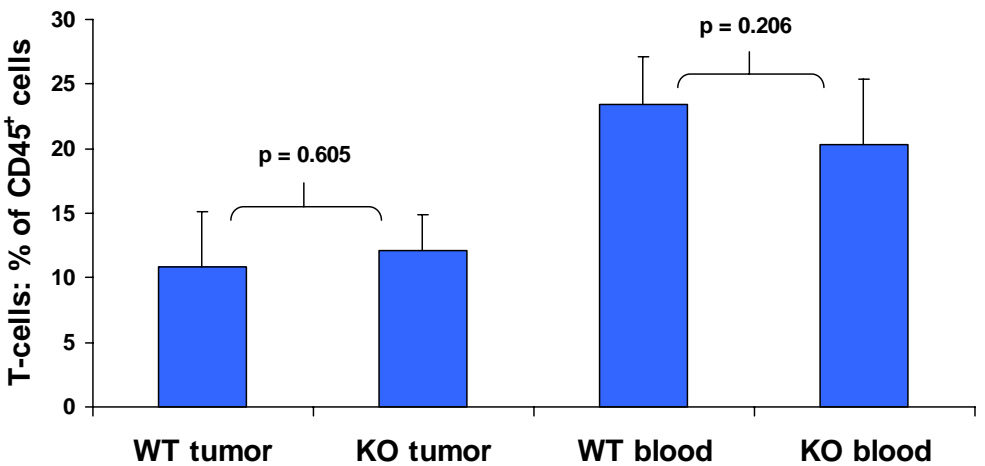 30
25
20
15
10
5
0
T-cells: % of CD45† cells
p = 0.605
p = 0.206
WT tumor
KO tumor
WT blood
KO blood